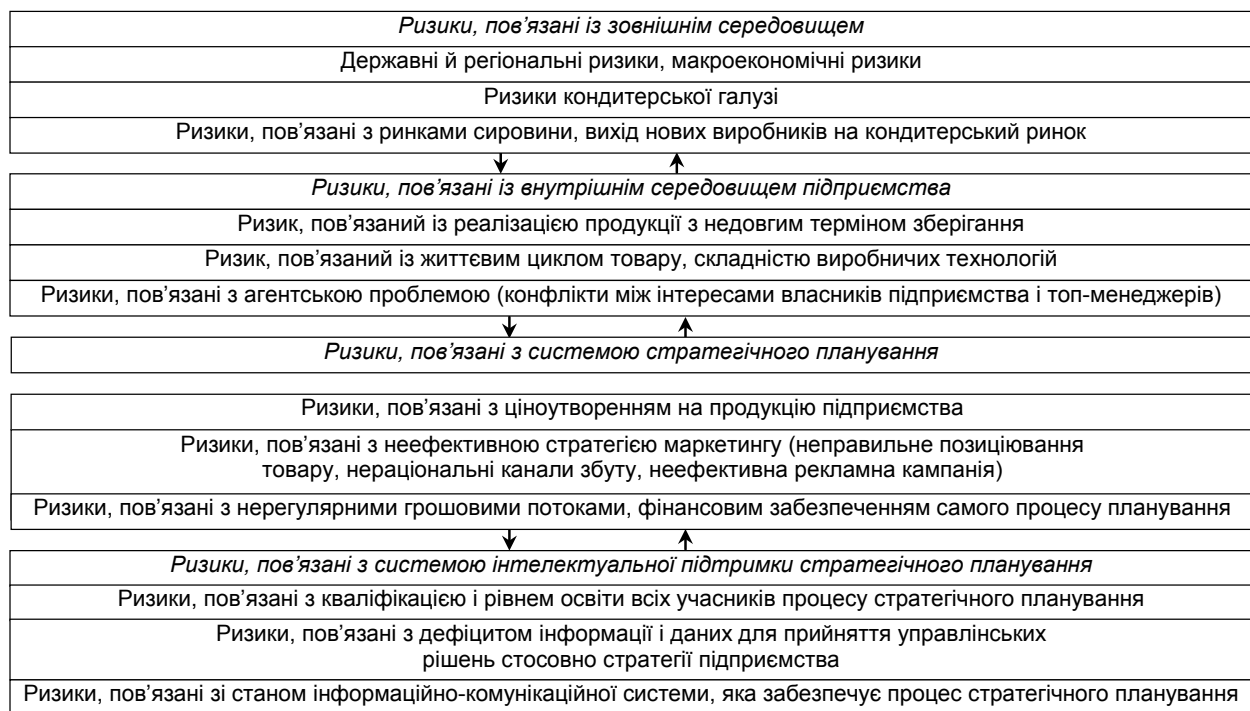 Ризики, пов’язані із зовнішнім середовищем
Державні й регіональні ризики, макроекономічні ризики
Ризики кондитерської галузі
Ризики, пов’язані з ринками сировини, вихід нових виробників на кондитерський ринок
Ризики, пов’язані із внутрішнім середовищем підприємства
Ризик, пов’язаний із реалізацією продукції з недовгим терміном зберігання
Ризик, пов’язаний із життєвим циклом товару, складністю виробничих технологій
Ризики, пов’язані з агентською проблемою (конфлікти між інтересами власників підприємства і топ-менеджерів)
Ризики, пов’язані з системою стратегічного планування
Ризики, пов’язані з ціноутворенням на продукцію підприємства
Ризики, пов’язані з неефективною стратегією маркетингу (неправильне позиціювання
товару, нераціональні канали збуту, неефективна рекламна кампанія)
Ризики, пов’язані з нерегулярними грошовими потоками, фінансовим забезпеченням самого процесу планування
Ризики, пов’язані з системою інтелектуальної підтримки стратегічного планування
Ризики, пов’язані з кваліфікацією і рівнем освіти всіх учасників процесу стратегічного планування
Ризики, пов’язані з дефіцитом інформації і даних для прийняття управлінських
рішень стосовно стратегії підприємства
Ризики, пов’язані зі станом інформаційно-комунікаційної системи, яка забезпечує процес стратегічного планування